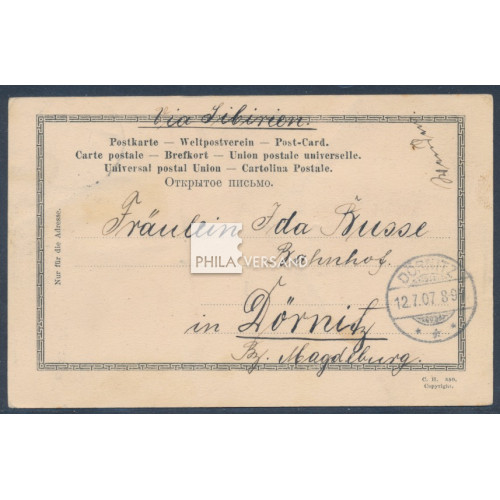 Via Sibirien.
Postkarte — Weltpostverein — Post-Card.
Carte postale — Brefkort — Union postale universelle.
Universal postal Union — Cartolina Postale.
Открытое письмо.
Nur für die Adresse.
Fräulein Ida Busse
Bahnhof.
PHILA VERSAND
in Dörnitz
Bz. Magdeburg.
DÖRNITZ
12.7.07. 8-9
C. H.
Copyright.